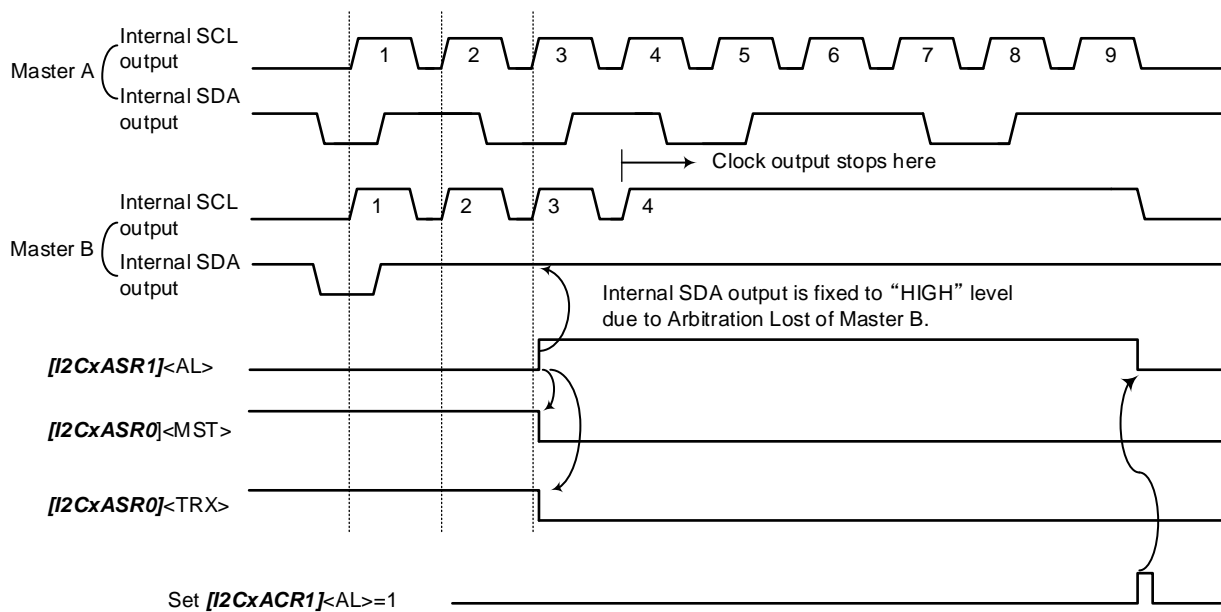 Internal SCL
output
1 2 3 4 5 6 7 8 9
Master A
Internal SDA
output
Clock output stops here
Internal SCL
output
1 2 3 4
Master B
Internal SDA
output
Internal SDA output is fixed to “HIGH” level
due to Arbitration Lost of Master B.
[I2CxASR1]<AL>
[I2CxASR0]<MST>
[I2CxASR0]<TRX>
Set [I2CxACR1]<AL>=1